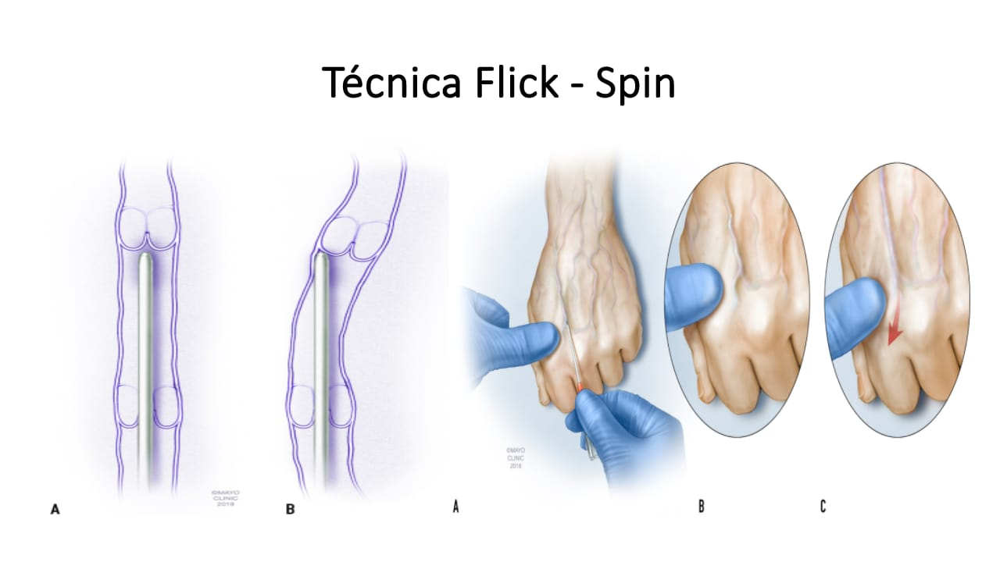 Técnica Flick - Spin
©MAYO
CLINIC
2018
A
B
©MAYO
CLINIC
2018
A
B
C